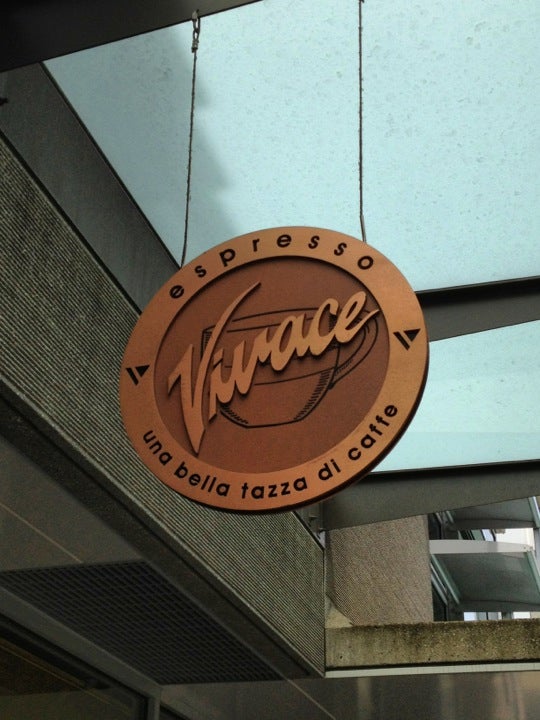 espresso
Vivace
una bella tazza di caffe